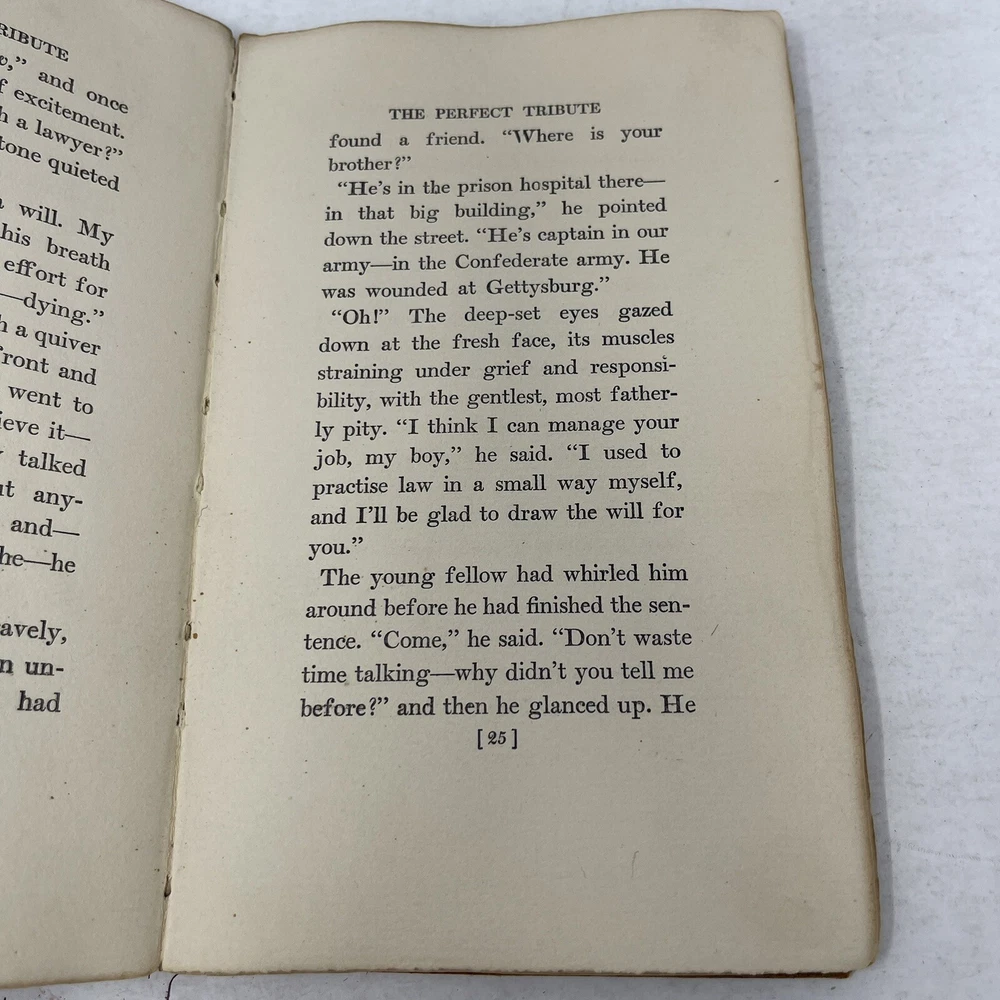 RIBUTE
," and once
f excitement.
h a lawyer?"
tone quieted
will. My
his breath
effort for
—dying."
h a quiver
front and
went to
ieve it—
talked
ut any-
and—
he—he
avely,
n un-
had
THE PERFECT TRIBUTE
found a friend. "Where is your
brother?"
"He's in the prison hospital there—
in that big building," he pointed
down the street. "He's captain in our
army—in the Confederate army. He
was wounded at Gettysburg."
"Oh!" The deep-set eyes gazed
down at the fresh face, its muscles
straining under grief and responsi-
bility, with the gentlest, most father-
ly pity. "I think I can manage your
job, my boy," he said. "I used to
practise law in a small way myself,
and I'll be glad to draw the will for
you."
The young fellow had whirled him
around before he had finished the sen-
tence. "Come," he said. "Don't waste
time talking—why didn't you tell me
before?" and then he glanced up. He
[25]